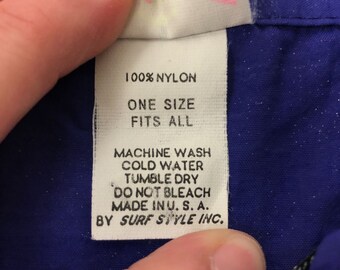 100% NYLON
ONE SIZE
FITS ALL
MACHINE WASH
COLD WATER
TUMBLE DRY
DO NOT BLEACH
MADE IN U.S.A.
BY SURF STYLE INC.